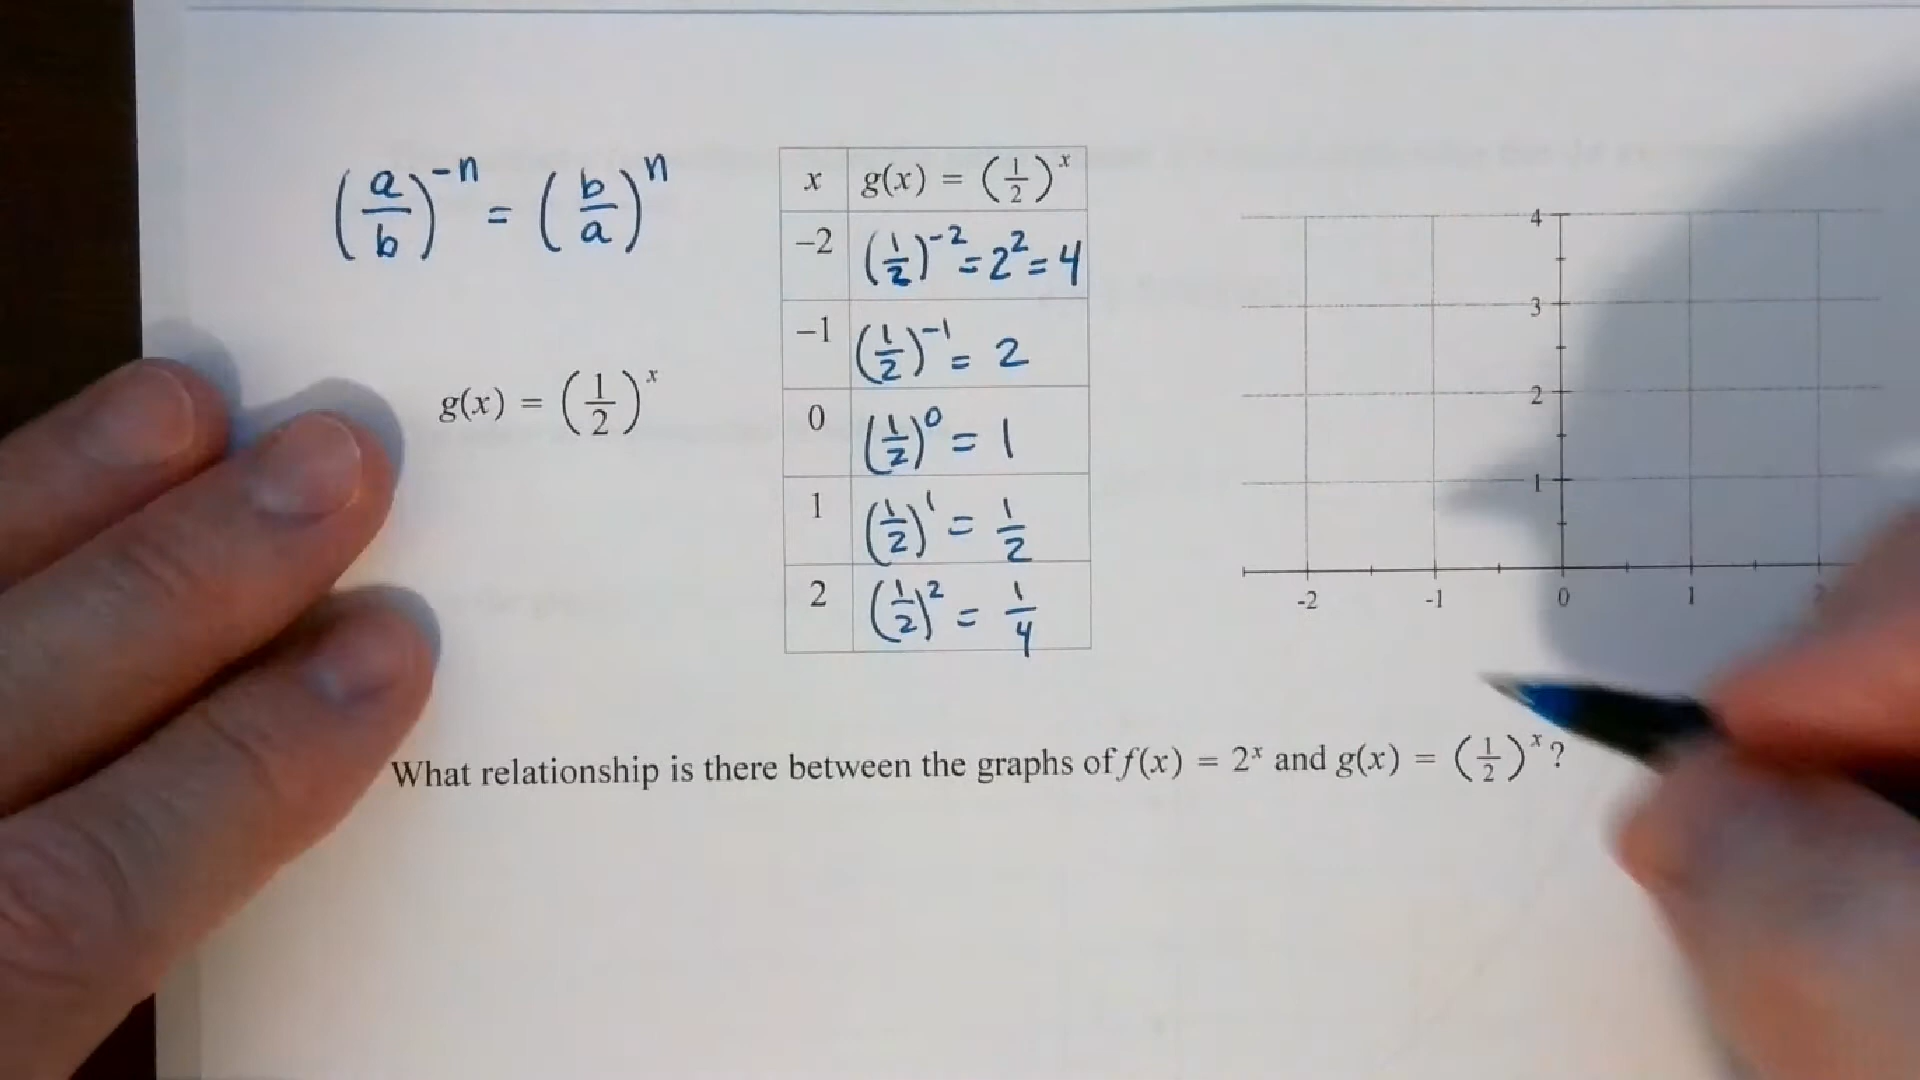 (a/b)^-n = (b/a)^n
g(x) = (1/2)^x
x g(x) = (1/2)^x
-2 (1/2)^-2 = 2^2 = 4
-1 (1/2)^-1 = 2
0 (1/2)^0 = 1
1 (1/2)^1 = 1/2
2 (1/2)^2 = 1/4
4
3
2
1
-2 -1 0 1 2
What relationship is there between the graphs of f(x) = 2^x and g(x) = (1/2)^x?